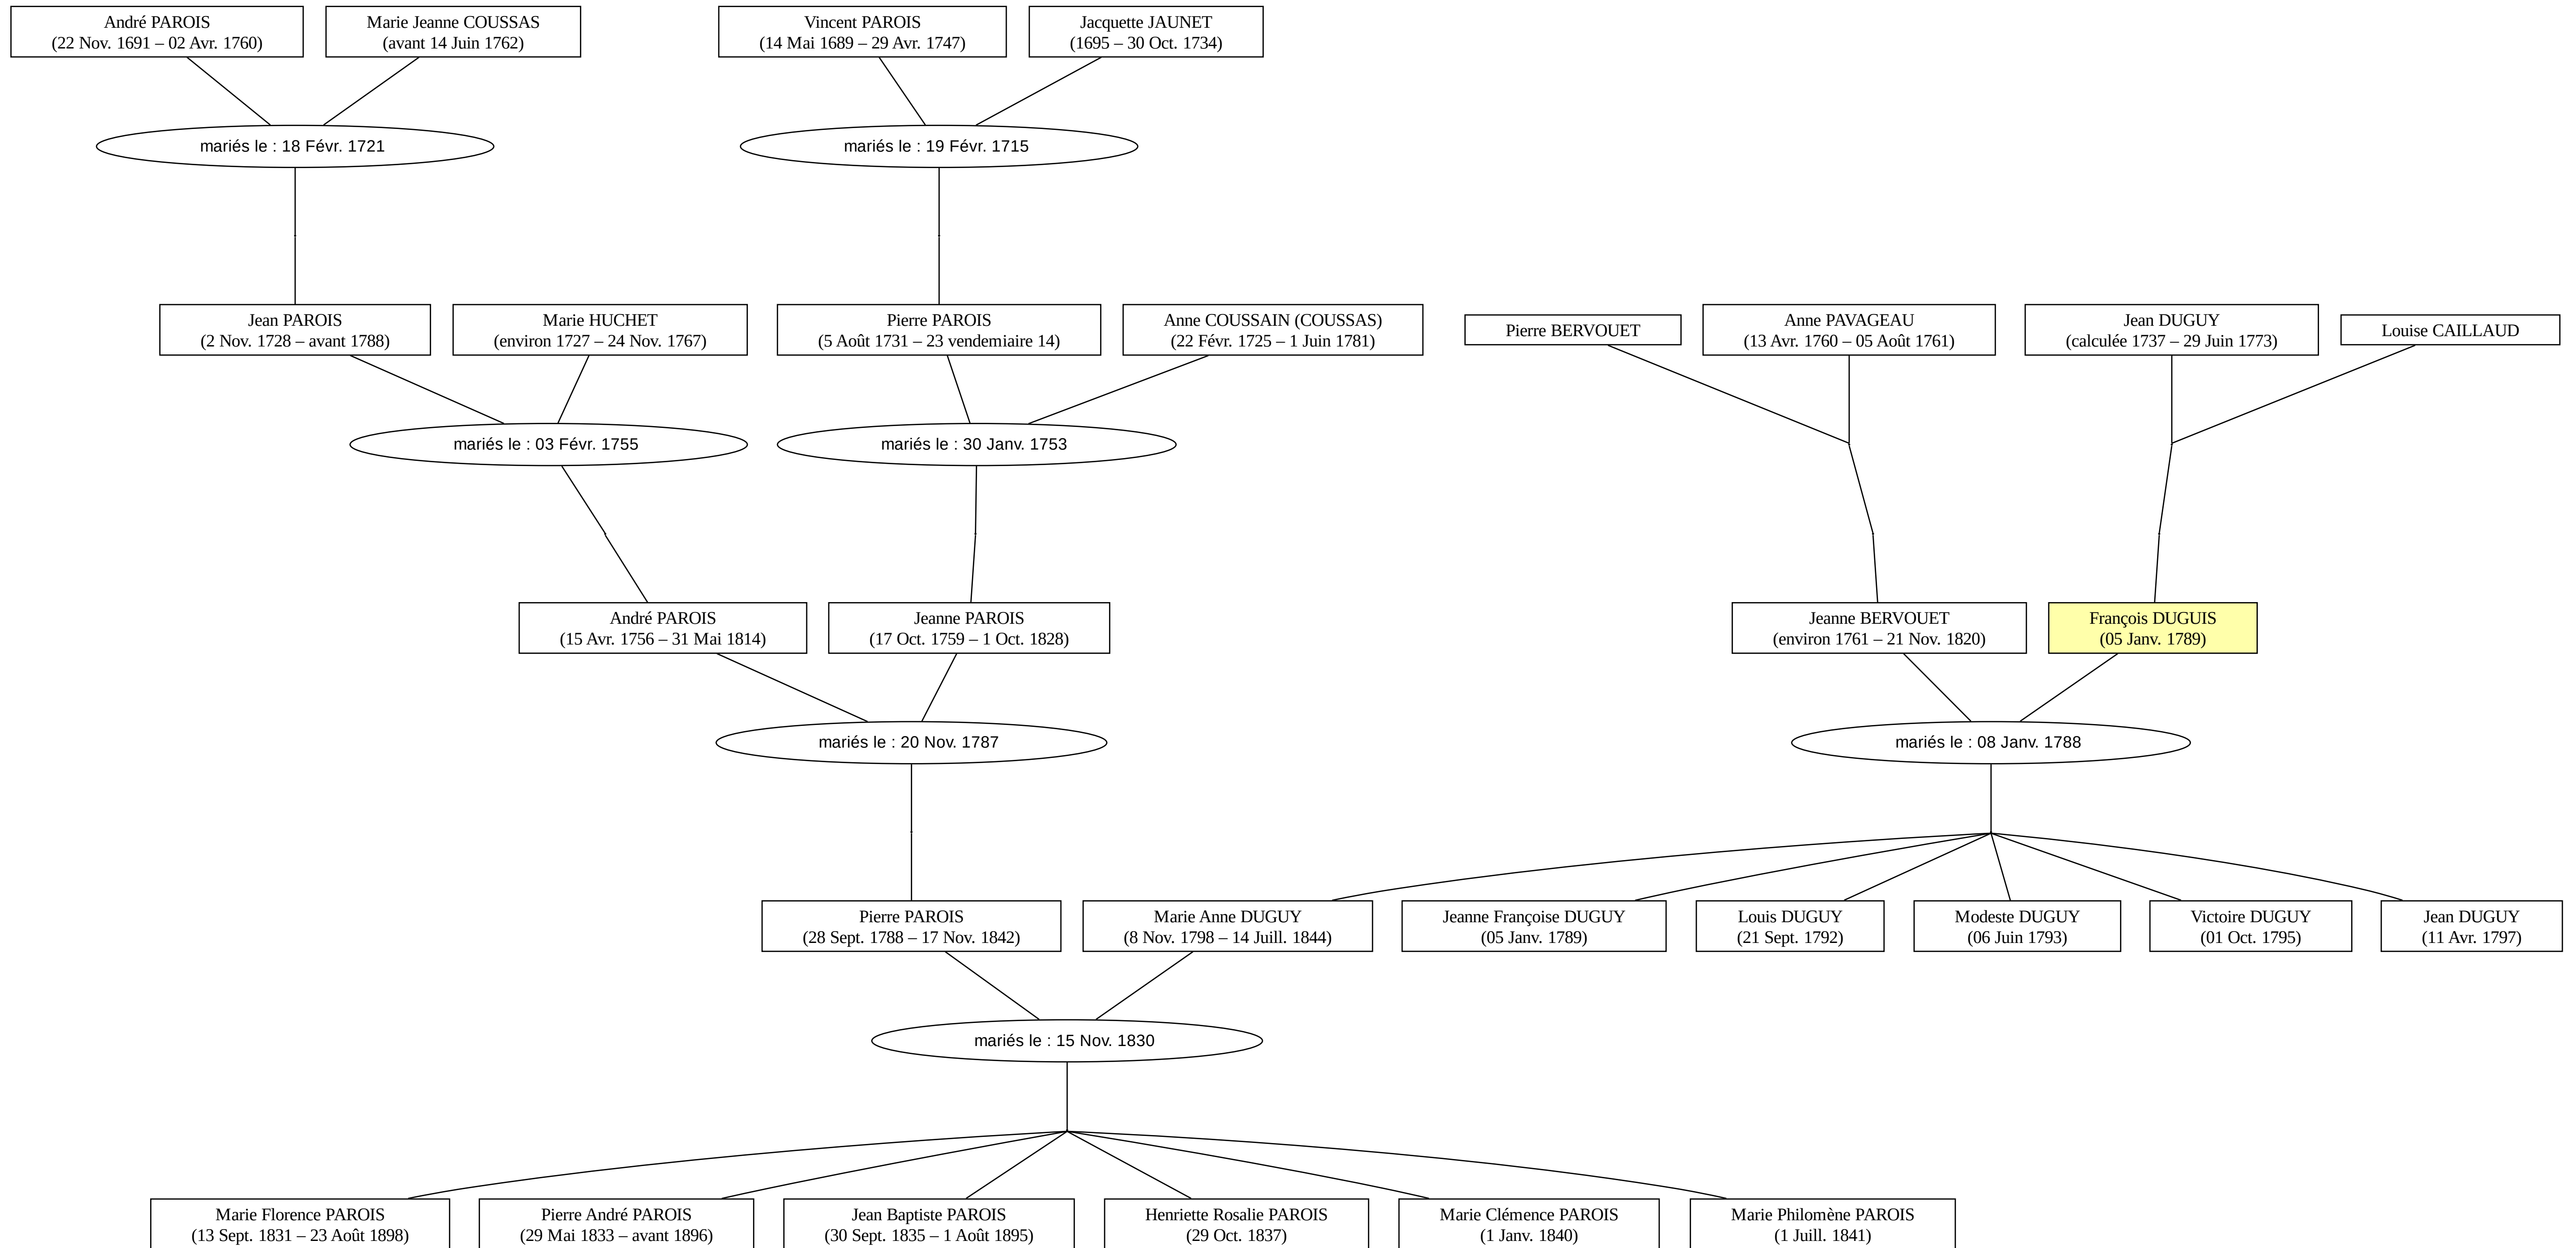 André PAROIS
(22 Nov. 1691 – 02 Avr. 1760)
Marie Jeanne COUSSAS
(avant 14 Juin 1762)
Vincent PAROIS
(14 Mai 1689 – 29 Avr. 1747)
Jacquette JAUNET
(1695 – 30 Oct. 1734)
mariés le : 18 Févr. 1721
mariés le : 19 Févr. 1715
Jean PAROIS
(2 Nov. 1728 – avant 1788)
Marie HUCHET
(environ 1727 – 24 Nov. 1767)
Pierre PAROIS
(5 Août 1731 – 23 vendemiaire 14)
Anne COUSSAIN (COUSSAS)
(22 Févr. 1725 – 1 Juin 1781)
Pierre BERVOUET
Anne PAVAGEAU
(13 Avr. 1760 – 05 Août 1761)
Jean DUGUY
(calculée 1737 – 29 Juin 1773)
Louise CAILLAUD
mariés le : 03 Févr. 1755
mariés le : 30 Janv. 1753
André PAROIS
(15 Avr. 1756 – 31 Mai 1814)
Jeanne PAROIS
(17 Oct. 1759 – 1 Oct. 1828)
Jeanne BERVOUET
(environ 1761 – 21 Nov. 1820)
François DUGUIS
(05 Janv. 1789)
mariés le : 20 Nov. 1787
mariés le : 08 Janv. 1788
Pierre PAROIS
(28 Sept. 1788 – 17 Nov. 1842)
Marie Anne DUGUY
(8 Nov. 1798 – 14 Juill. 1844)
Jeanne Françoise DUGUY
(05 Janv. 1789)
Louis DUGUY
(21 Sept. 1792)
Modeste DUGUY
(06 Juin 1793)
Victoire DUGUY
(01 Oct. 1795)
Jean DUGUY
(11 Avr. 1797)
mariés le : 15 Nov. 1830
Marie Florence PAROIS
(13 Sept. 1831 – 23 Août 1898)
Pierre André PAROIS
(29 Mai 1833 – avant 1896)
Jean Baptiste PAROIS
(30 Sept. 1835 – 1 Août 1895)
Henriette Rosalie PAROIS
(29 Oct. 1837)
Marie Clémence PAROIS
(1 Janv. 1840)
Marie Philomène PAROIS
(1 Juill. 1841)